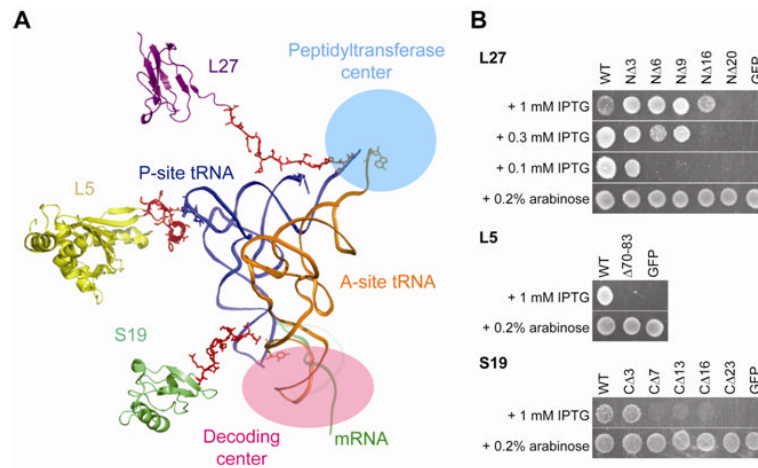 A
L27
Peptidyltransferase
center
P-site tRNA
L5
A-site tRNA
S19
Decoding
center
mRNA
B
L27
WT NΔ3 NΔ6 NΔ9 NΔ16 NΔ20 GFP
+ 1 mM IPTG
+ 0.3 mM IPTG
+ 0.1 mM IPTG
+ 0.2% arabinose
L5
WT Δ70-83 GFP
+ 1 mM IPTG
+ 0.2% arabinose
S19
WT CΔ3 CΔ7 CΔ13 CΔ16 CΔ23 GFP
+ 1 mM IPTG
+ 0.2% arabinose